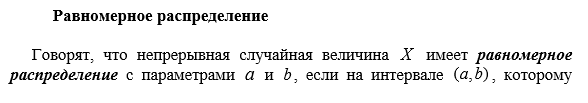 Равномерное распределение
Говорят, что непрерывная случайная величина X имеет равномерное
распределение с параметрами a и b, если на интервале (a,b), которому